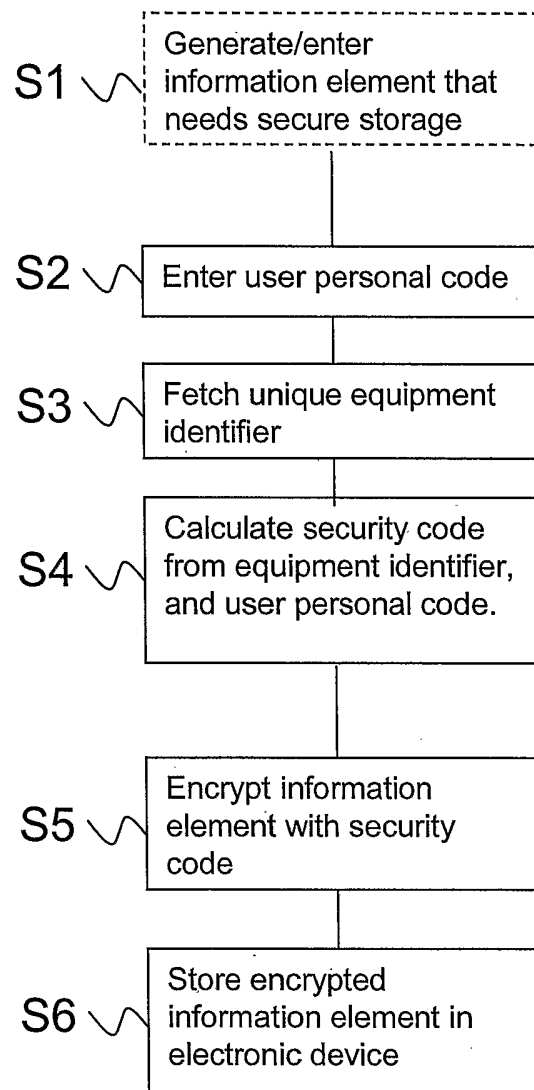 S1
Generate/enter
information element that
needs secure storage
S2
Enter user personal code
S3
Fetch unique equipment
identifier
S4
Calculate security code
from equipment identifier,
and user personal code.
S5
Encrypt information
element with security
code
S6
Store encrypted
information element in
electronic device